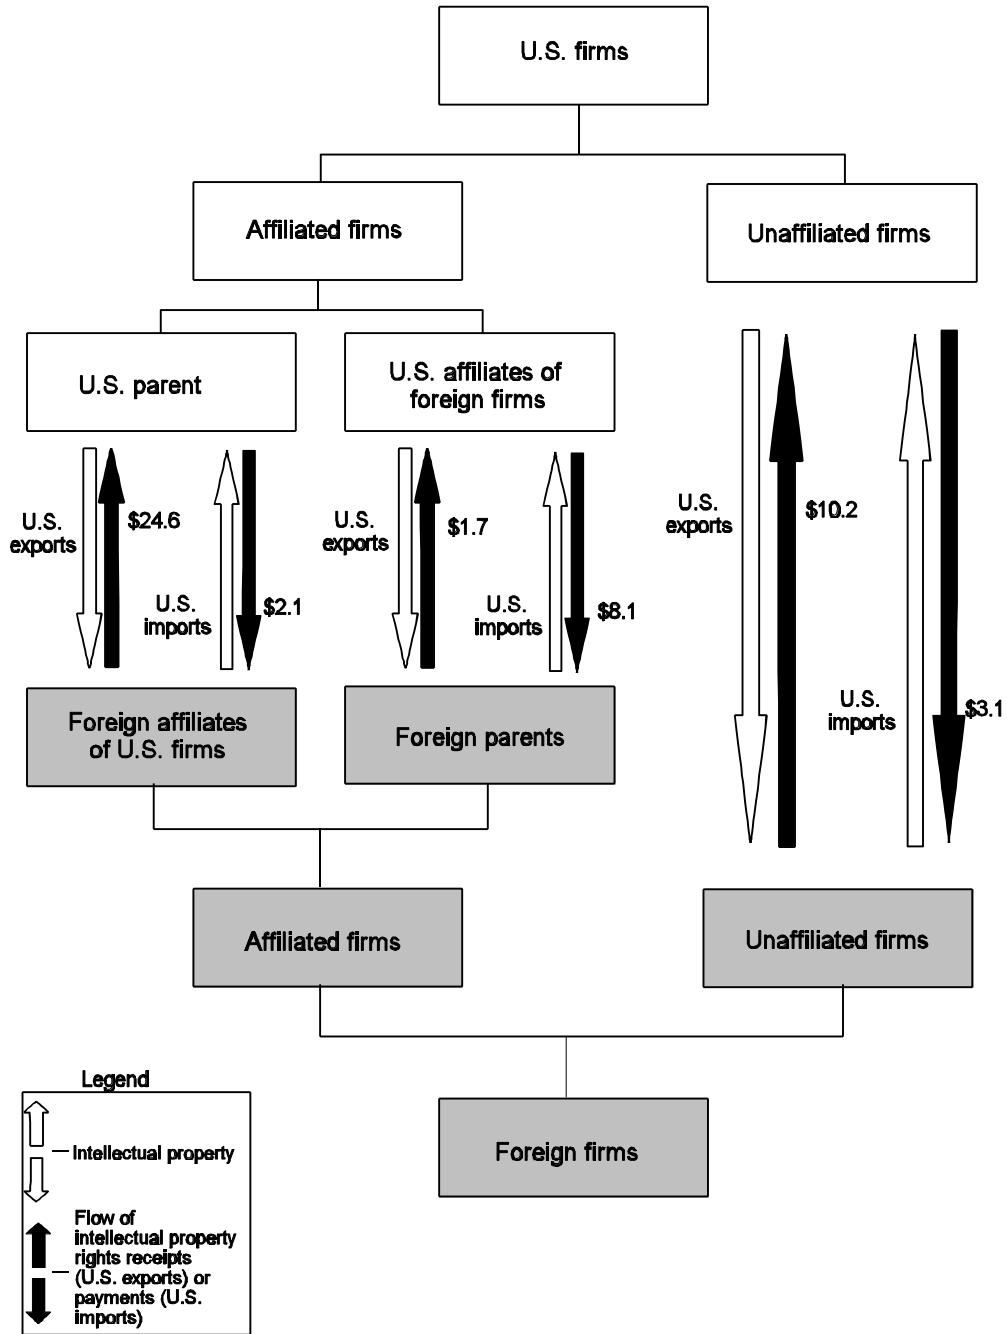 U.S. firms
Affiliated firms
Unaffiliated firms
U.S. parent
U.S. affiliates of
foreign firms
U.S.
exports
$24.6
U.S.
imports
$2.1
U.S.
exports
$1.7
U.S.
imports
$8.1
U.S.
exports
$10.2
U.S.
imports
$3.1
Foreign affiliates
of U.S. firms
Foreign parents
Affiliated firms
Unaffiliated firms
Foreign firms
Legend
Intellectual property
Flow of
intellectual property
rights receipts
(U.S. exports) or
payments (U.S.
imports)